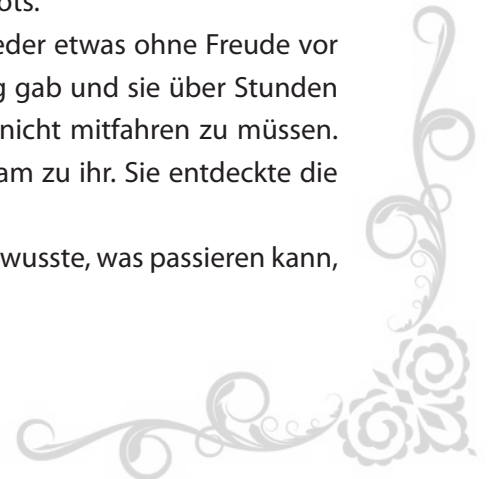 ots.
eder etwas ohne Freude vor
g gab und sie über Stunden
nicht mitfahren zu müssen.
am zu ihr. Sie entdeckte die
wusste, was passieren kann,